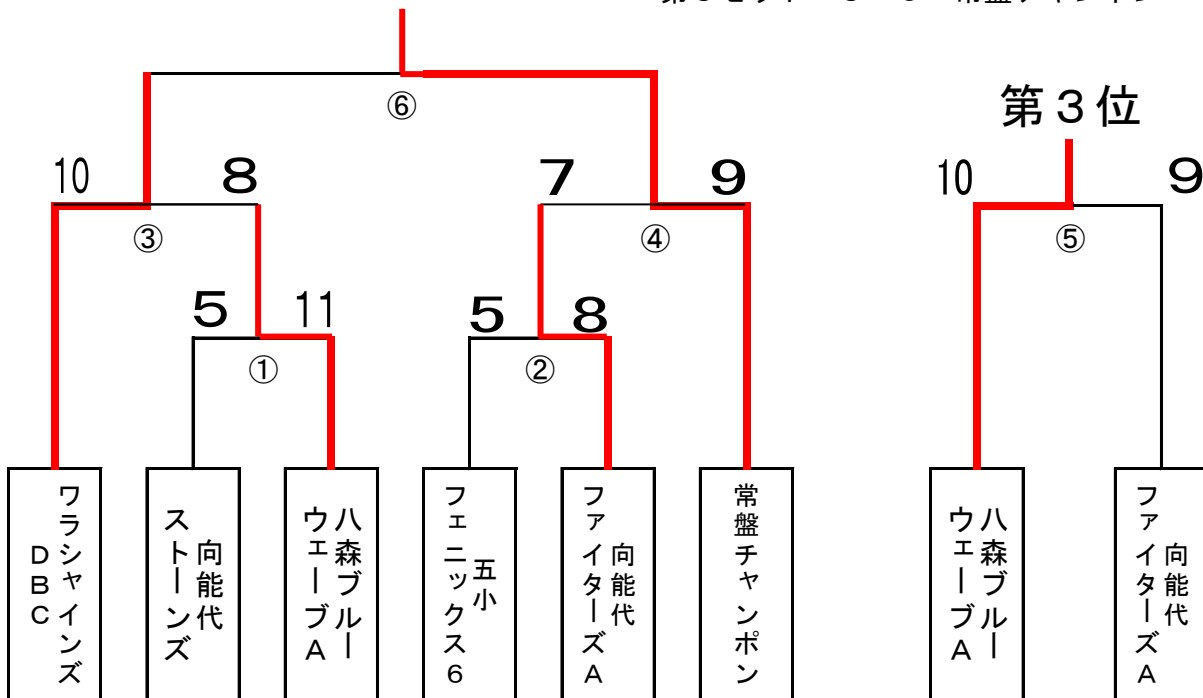 ⑥
第３位
10
8
7
9
10
9
③
④
⑤
5
11
5
8
①
②
ワラシャインズ
ＤＢＣ
向能代
ストーンズ
八森ブルー
ウェーブＡ
五小
フェニックス６
向能代
ファイターズＡ
常盤チャンポン
八森ブルー
ウェーブＡ
向能代
ファイターズＡ